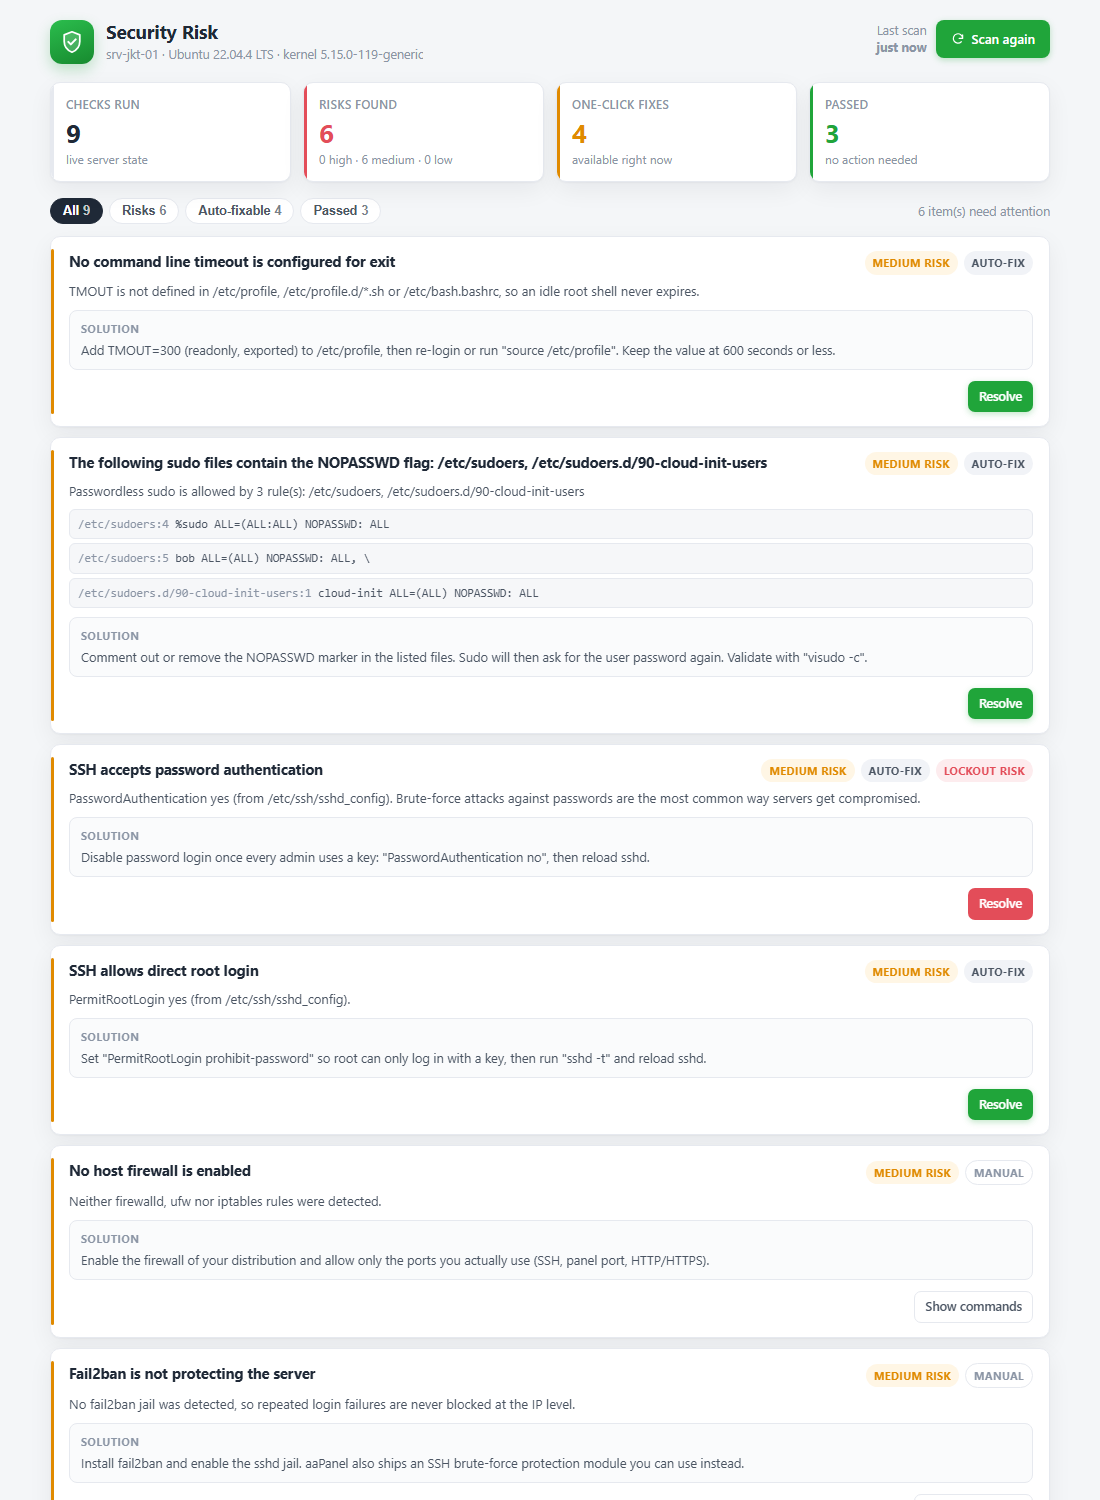 Security Risk
srv-jkt-01 · Ubuntu 22.04.4 LTS · kernel 5.15.0-119-generic
Last scan
just now
Scan again
CHECKS RUN
9
live server state
RISKS FOUND
6
0 high · 6 medium · 0 low
ONE-CLICK FIXES
4
available right now
PASSED
3
no action needed
All 9
Risks 6
Auto-fixable 4
Passed 3
6 item(s) need attention
No command line timeout is configured for exit
MEDIUM RISK
AUTO-FIX
TMOUT is not defined in /etc/profile, /etc/profile.d/*.sh or /etc/bash.bashrc, so an idle root shell never expires.
SOLUTION
Add TMOUT=300 (readonly, exported) to /etc/profile, then re-login or run "source /etc/profile". Keep the value at 600 seconds or less.
Resolve
The following sudo files contain the NOPASSWD flag: /etc/sudoers, /etc/sudoers.d/90-cloud-init-users
MEDIUM RISK
AUTO-FIX
Passwordless sudo is allowed by 3 rule(s): /etc/sudoers, /etc/sudoers.d/90-cloud-init-users
/etc/sudoers:4 %sudo ALL=(ALL:ALL) NOPASSWD: ALL
/etc/sudoers:5 bob ALL=(ALL) NOPASSWD: ALL, \
/etc/sudoers.d/90-cloud-init-users:1 cloud-init ALL=(ALL) NOPASSWD: ALL
SOLUTION
Comment out or remove the NOPASSWD marker in the listed files. Sudo will then ask for the user password again. Validate with "visudo -c".
Resolve
SSH accepts password authentication
MEDIUM RISK
AUTO-FIX
LOCKOUT RISK
PasswordAuthentication yes (from /etc/ssh/sshd_config). Brute-force attacks against passwords are the most common way servers get compromised.
SOLUTION
Disable password login once every admin uses a key: "PasswordAuthentication no", then reload sshd.
Resolve
SSH allows direct root login
MEDIUM RISK
AUTO-FIX
PermitRootLogin yes (from /etc/ssh/sshd_config).
SOLUTION
Set "PermitRootLogin prohibit-password" so root can only log in with a key, then run "sshd -t" and reload sshd.
Resolve
No host firewall is enabled
MEDIUM RISK
MANUAL
Neither firewalld, ufw nor iptables rules were detected.
SOLUTION
Enable the firewall of your distribution and allow only the ports you actually use (SSH, panel port, HTTP/HTTPS).
Show commands
Fail2ban is not protecting the server
MEDIUM RISK
MANUAL
No fail2ban jail was detected, so repeated login failures are never blocked at the IP level.
SOLUTION
Install fail2ban and enable the sshd jail. aaPanel also ships an SSH brute-force protection module you can use instead.